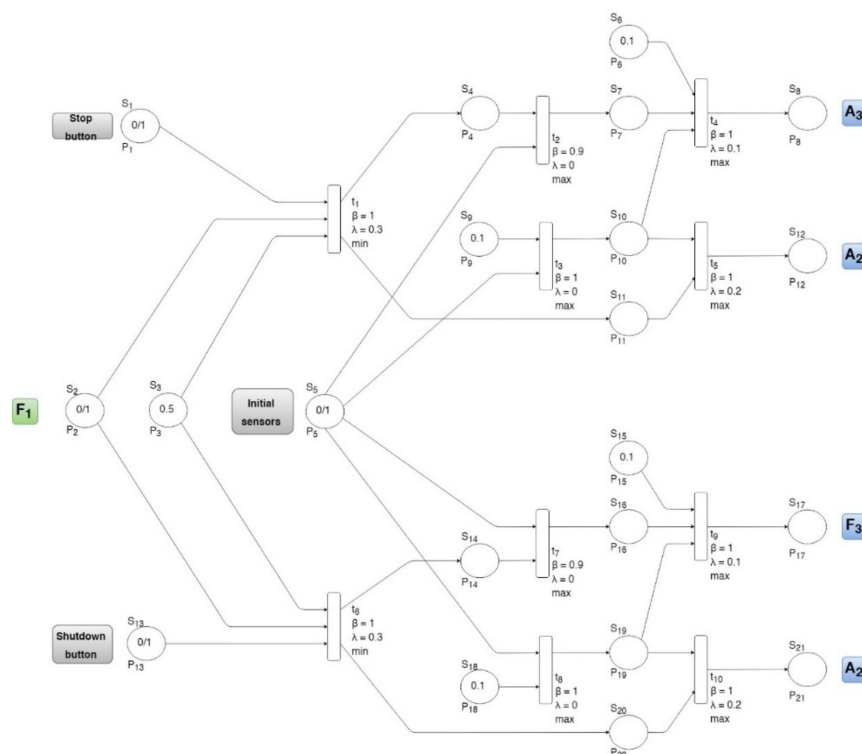 S6
0.1
P6
S1
0/1
P1
Stop
button
S4
P4
t2
β = 0.9
λ = 0
max
S7
P7
t4
β = 1
λ = 0.1
max
S8
P8
A3
t1
β = 1
λ = 0.3
min
S9
0.1
P9
t3
β = 1
λ = 0
max
S10
P10
t5
β = 1
λ = 0.2
max
S12
P12
A2
S11
P11
F1
S2
0/1
P2
S3
0.5
P3
Initial
sensors
S5
0/1
P5
S15
0.1
P15
S14
P14
t7
β = 0.9
λ = 0
max
S16
P16
t9
β = 1
λ = 0.1
max
S17
P17
F3
Shutdown
button
S13
0/1
P13
t6
β = 1
λ = 0.3
min
S18
0.1
P18
t8
β = 1
λ = 0
max
S19
P19
t10
β = 1
λ = 0.2
max
S21
P21
A2
S20